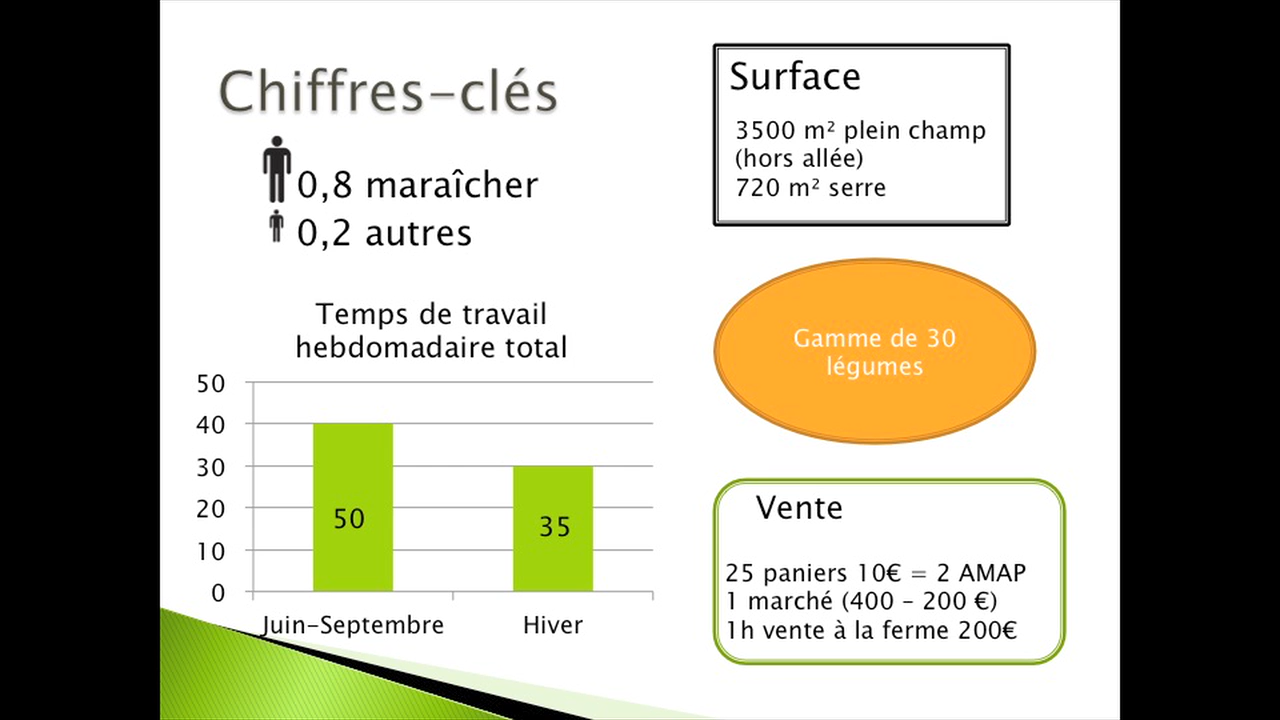 Chiffres-clés
0,8 maraîcher
0,2 autres
Temps de travail
hebdomadaire total
50
40
30
20
10
0
50
35
Juin-Septembre
Hiver
Surface
3500 m² plein champ
(hors allée)
720 m² serre
Gamme de 30
légumes
Vente
25 paniers 10€ = 2 AMAP
1 marché (400 – 200 €)
1h vente à la ferme 200€